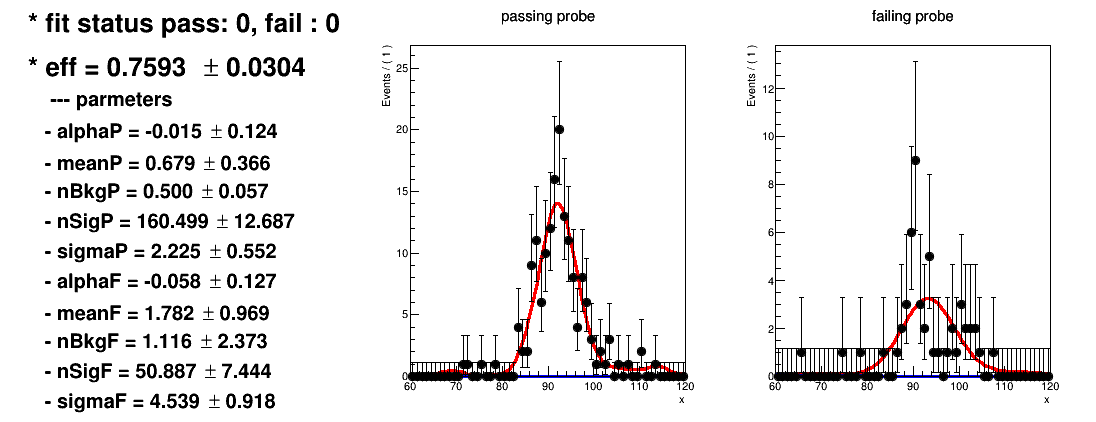 * fit status pass: 0, fail : 0
* eff = 0.7593 ± 0.0304
--- parmeters
- alphaP = -0.015 ± 0.124
- meanP = 0.679 ± 0.366
- nBkgP = 0.500 ± 0.057
- nSigP = 160.499 ± 12.687
- sigmaP = 2.225 ± 0.552
- alphaF = -0.058 ± 0.127
- meanF = 1.782 ± 0.969
- nBkgF = 1.116 ± 2.373
- nSigF = 50.887 ± 7.444
- sigmaF = 4.539 ± 0.918
passing probe
Events / ( 1 )
25
20
15
10
5
0
60 70 80 90 100 110 120
x
failing probe
Events / ( 1 )
12
10
8
6
4
2
0
60 70 80 90 100 110 120
x